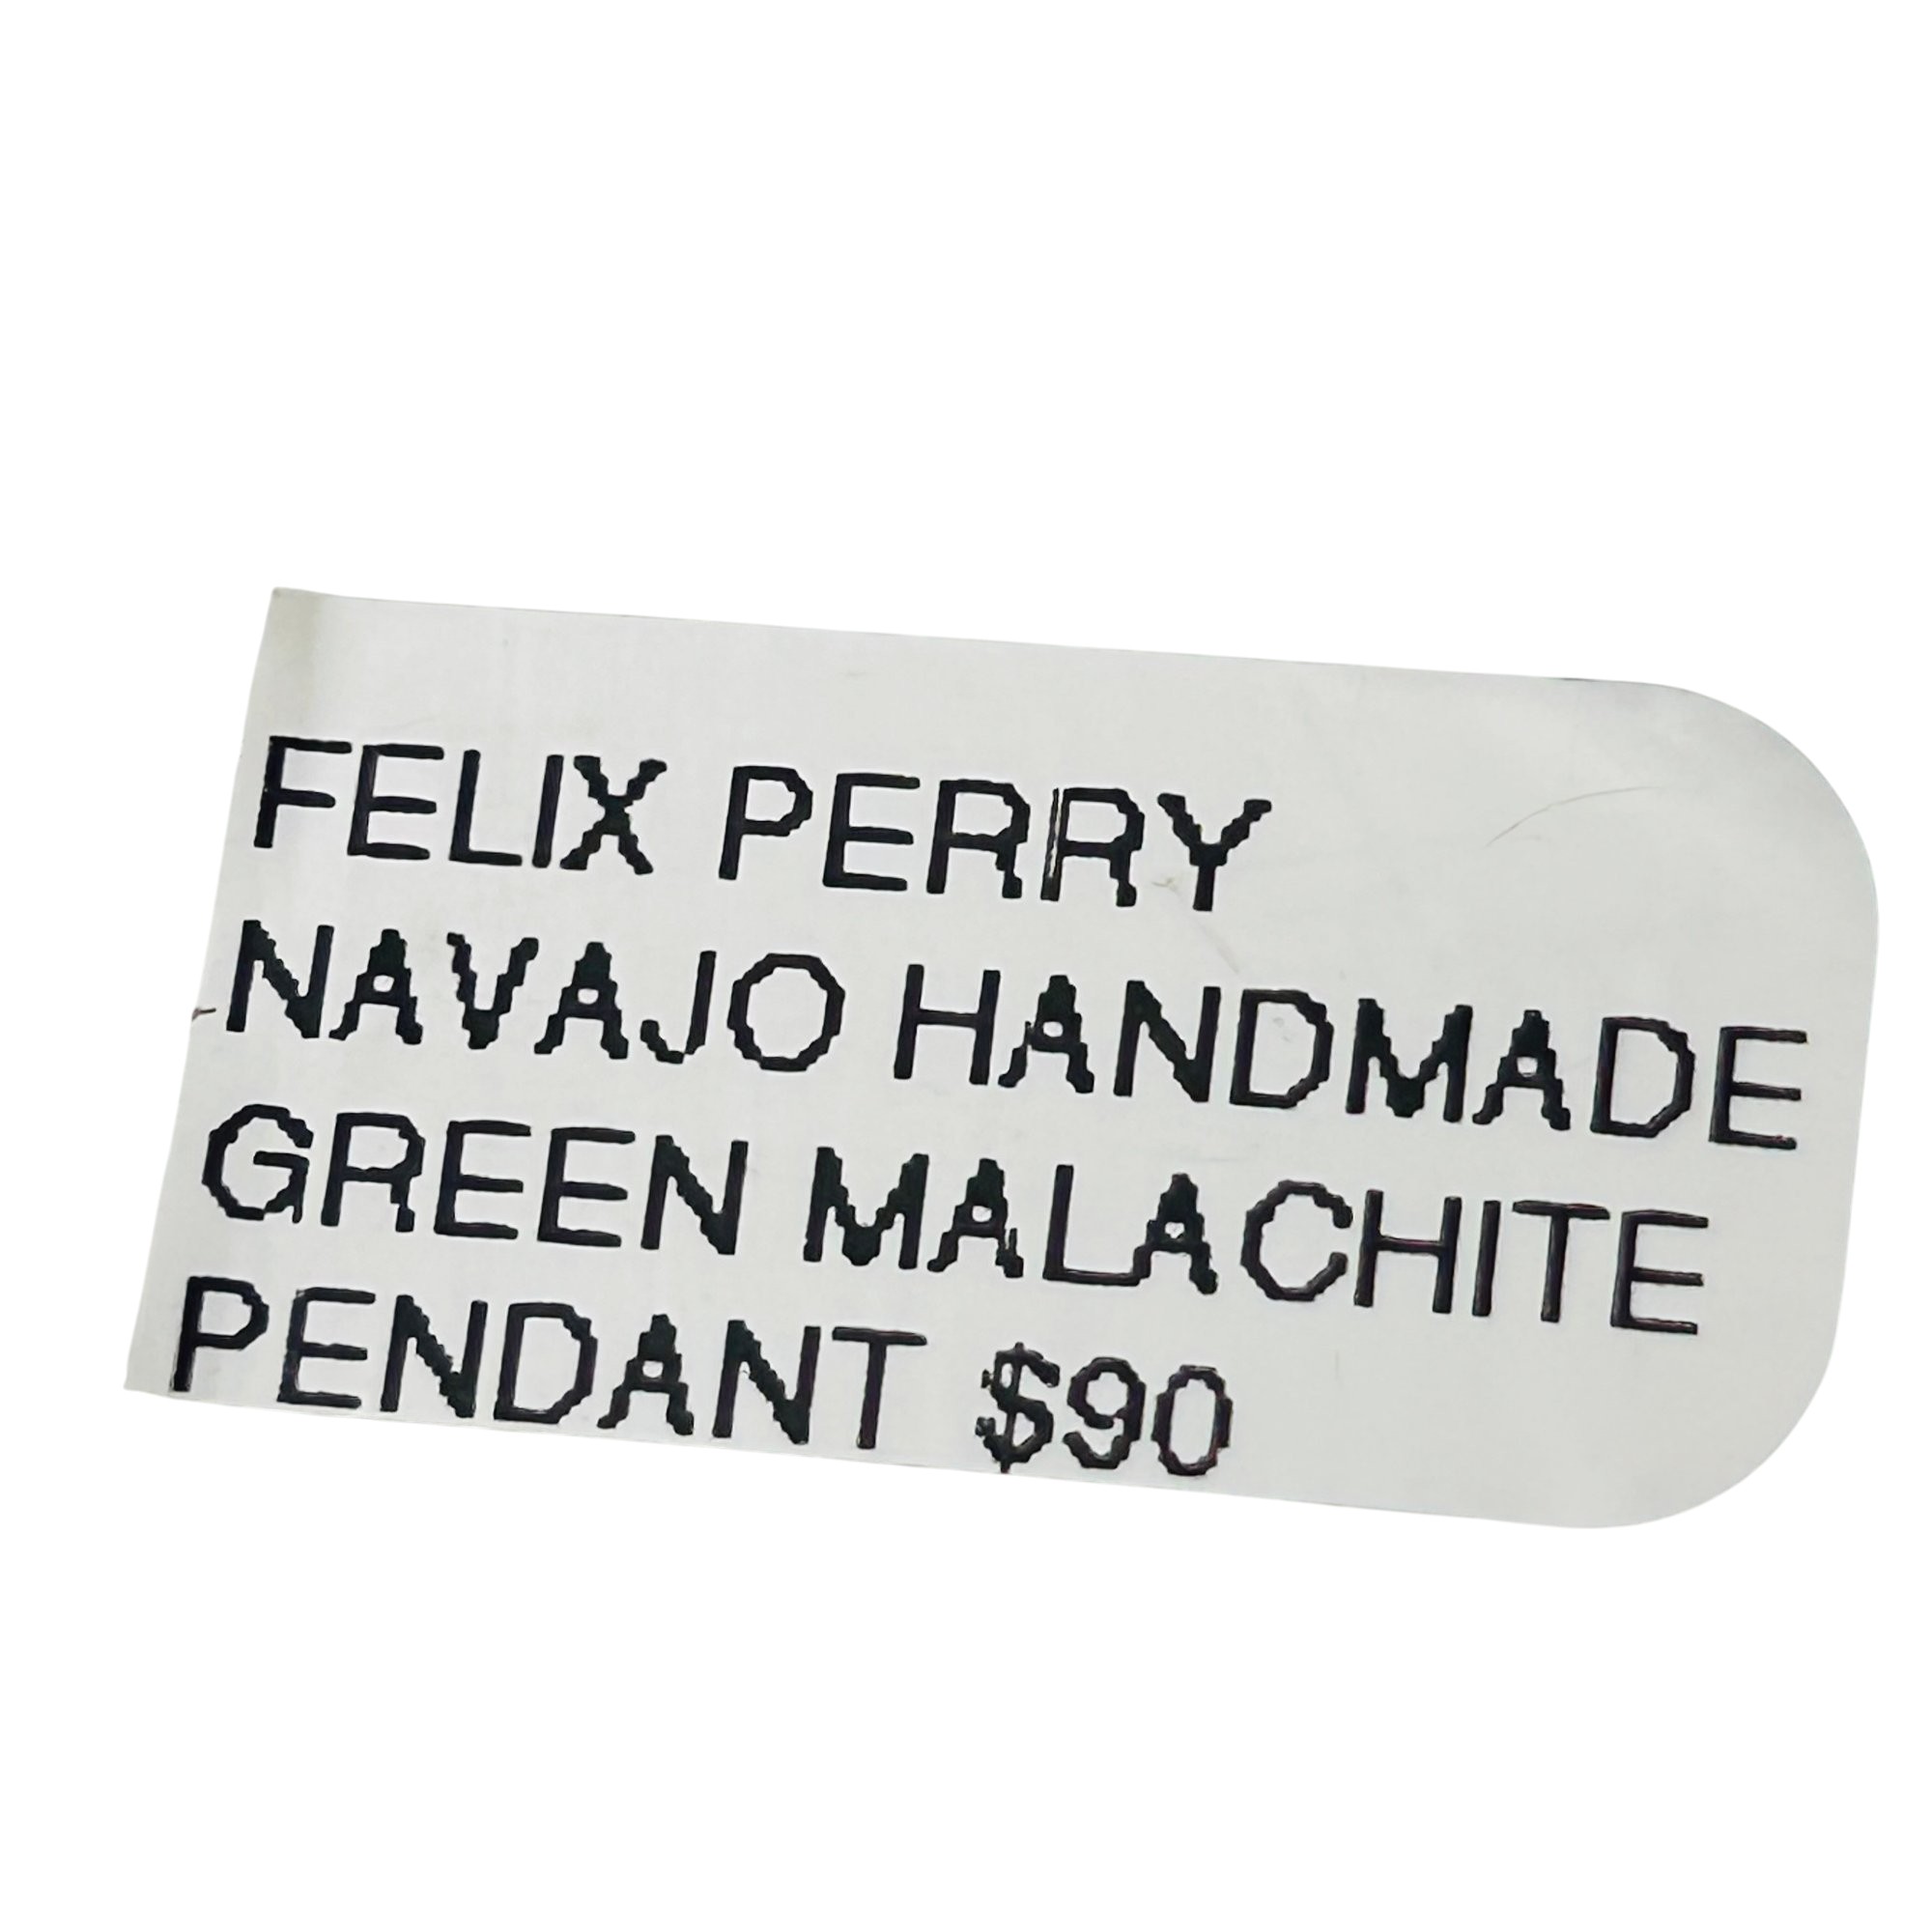 FELIX PERRY
NAVAJO HANDMADE
GREEN MALACHITE
PENDANT $90